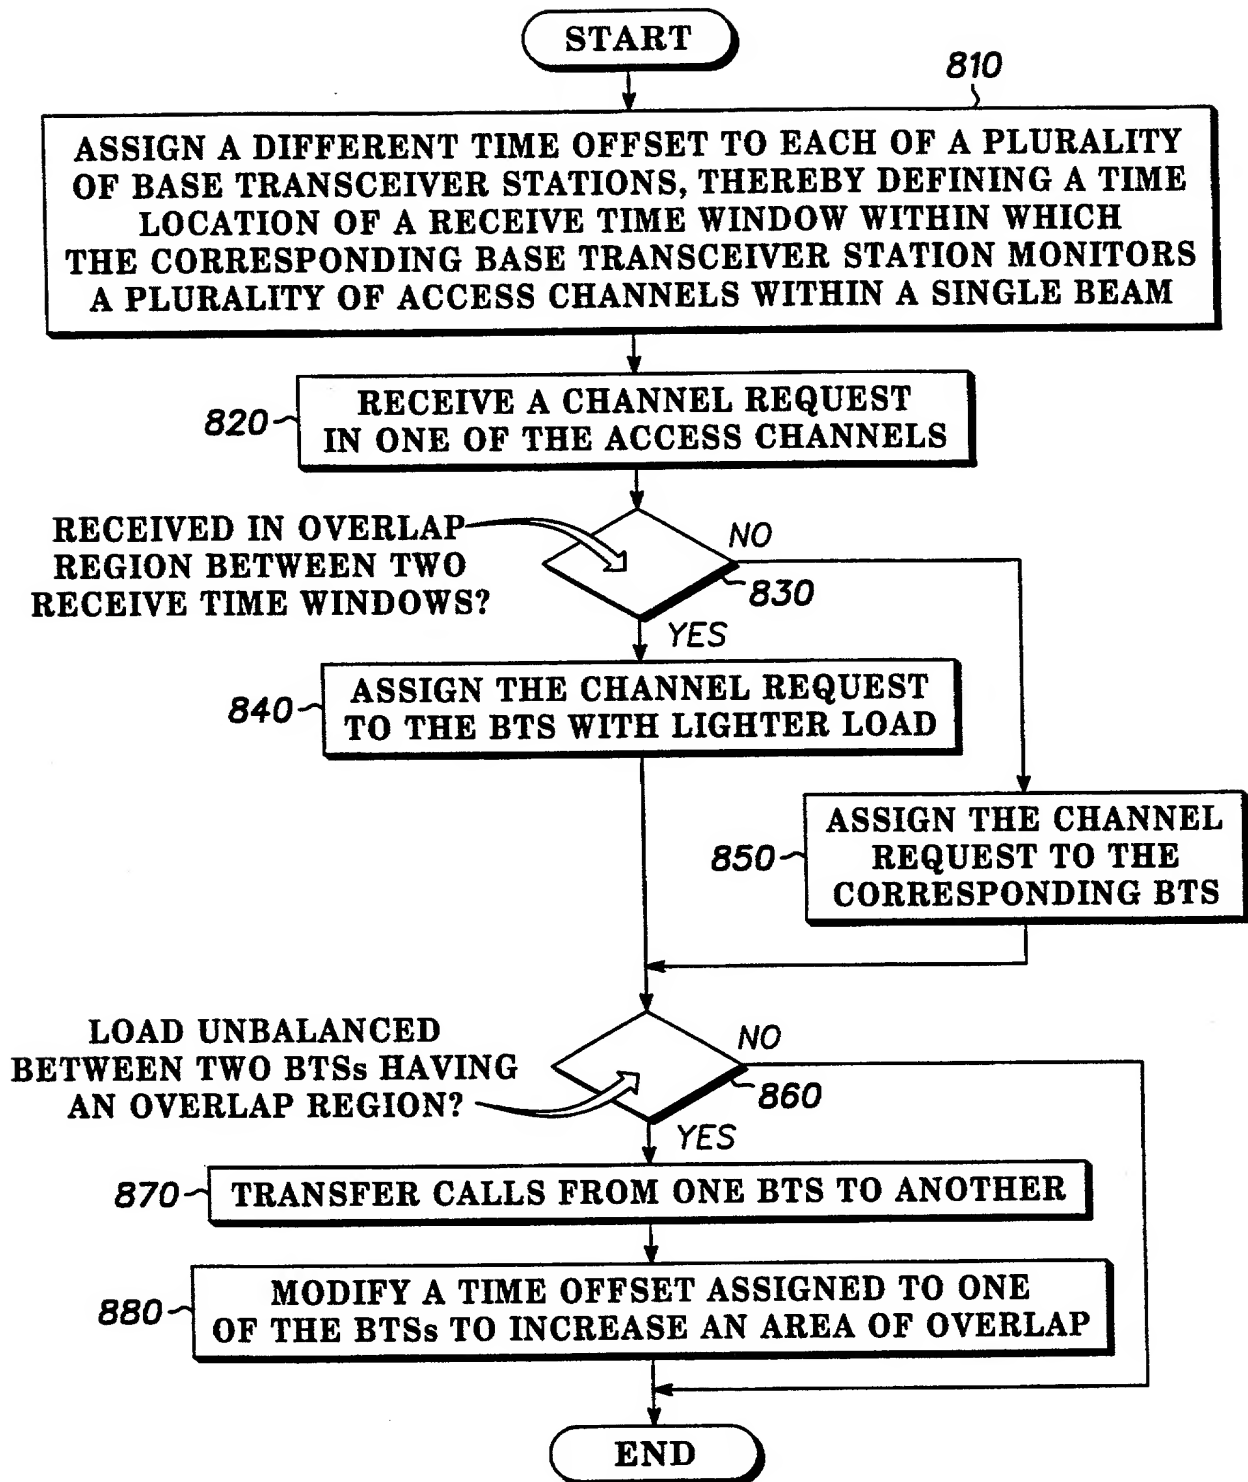 START
810
ASSIGN A DIFFERENT TIME OFFSET TO EACH OF A PLURALITY
OF BASE TRANSCEIVER STATIONS, THEREBY DEFINING A TIME
LOCATION OF A RECEIVE TIME WINDOW WITHIN WHICH
THE CORRESPONDING BASE TRANSCEIVER STATION MONITORS
A PLURALITY OF ACCESS CHANNELS WITHIN A SINGLE BEAM
820
RECEIVE A CHANNEL REQUEST
IN ONE OF THE ACCESS CHANNELS
RECEIVED IN OVERLAP
REGION BETWEEN TWO
RECEIVE TIME WINDOWS?
NO
830
YES
840
ASSIGN THE CHANNEL REQUEST
TO THE BTS WITH LIGHTER LOAD
850
ASSIGN THE CHANNEL
REQUEST TO THE
CORRESPONDING BTS
LOAD UNBALANCED
BETWEEN TWO BTSs HAVING
AN OVERLAP REGION?
NO
860
YES
870
TRANSFER CALLS FROM ONE BTS TO ANOTHER
880
MODIFY A TIME OFFSET ASSIGNED TO ONE
OF THE BTSs TO INCREASE AN AREA OF OVERLAP
END